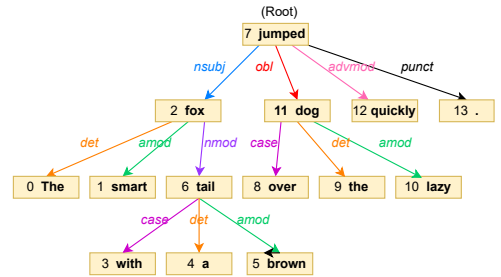 (Root)
7 jumped
nsubj obl advmod punct
2 fox 11 dog 12 quickly 13 .
det amod nmod case det amod
0 The 1 smart 6 tail 8 over 9 the 10 lazy
case det amod
3 with 4 a 5 brown